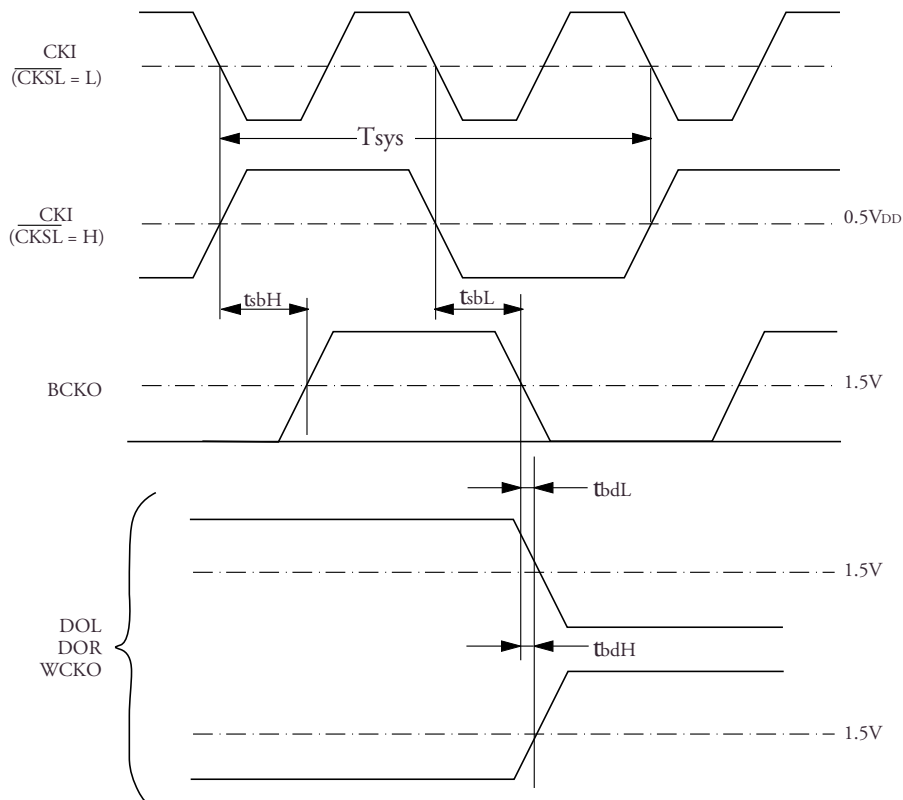 CKI
(CKSL = L)
Tsys
CKI
(CKSL = H)
0.5VDD
tsbH
tsbL
BCKO
1.5V
tbdL
1.5V
DOL
DOR
WCKO
tbdH
1.5V